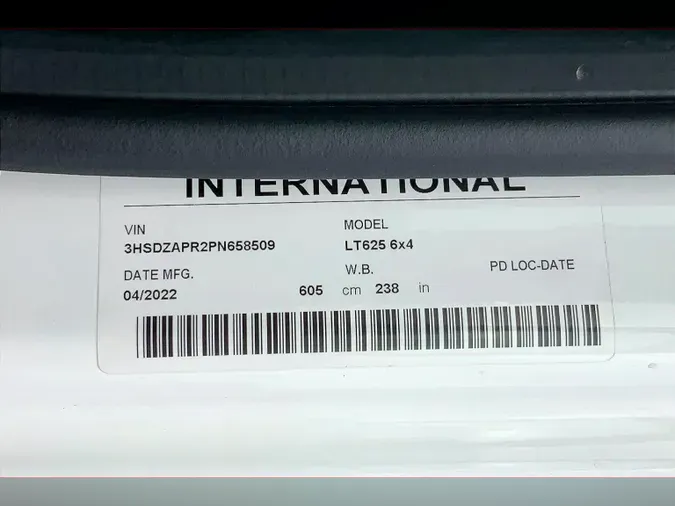 INTERNATIONAL
VIN MODEL
3HSDZAPR2PN658509 LT625 6x4
DATE MFG. W.B. PD LOC-DATE
04/2022 605 cm 238 in